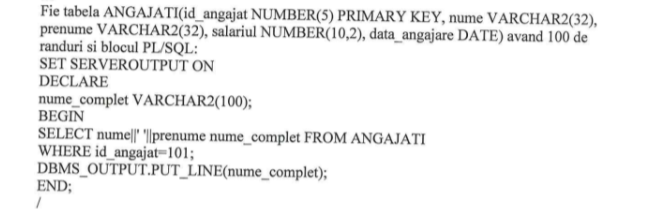 Fie tabela ANGAJATI(id_angajat NUMBER(5) PRIMARY KEY, nume VARCHAR2(32),
prenume VARCHAR2(32), salariul NUMBER(10,2), data_angajare DATE) avand 100 de
randuri si blocul PL/SQL:
SET SERVEROUTPUT ON
DECLARE
nume_complet VARCHAR2(100);
BEGIN
SELECT nume||' '||prenume nume_complet FROM ANGAJATI
WHERE id_angajat=101;
DBMS_OUTPUT.PUT_LINE(nume_complet);
END;
/